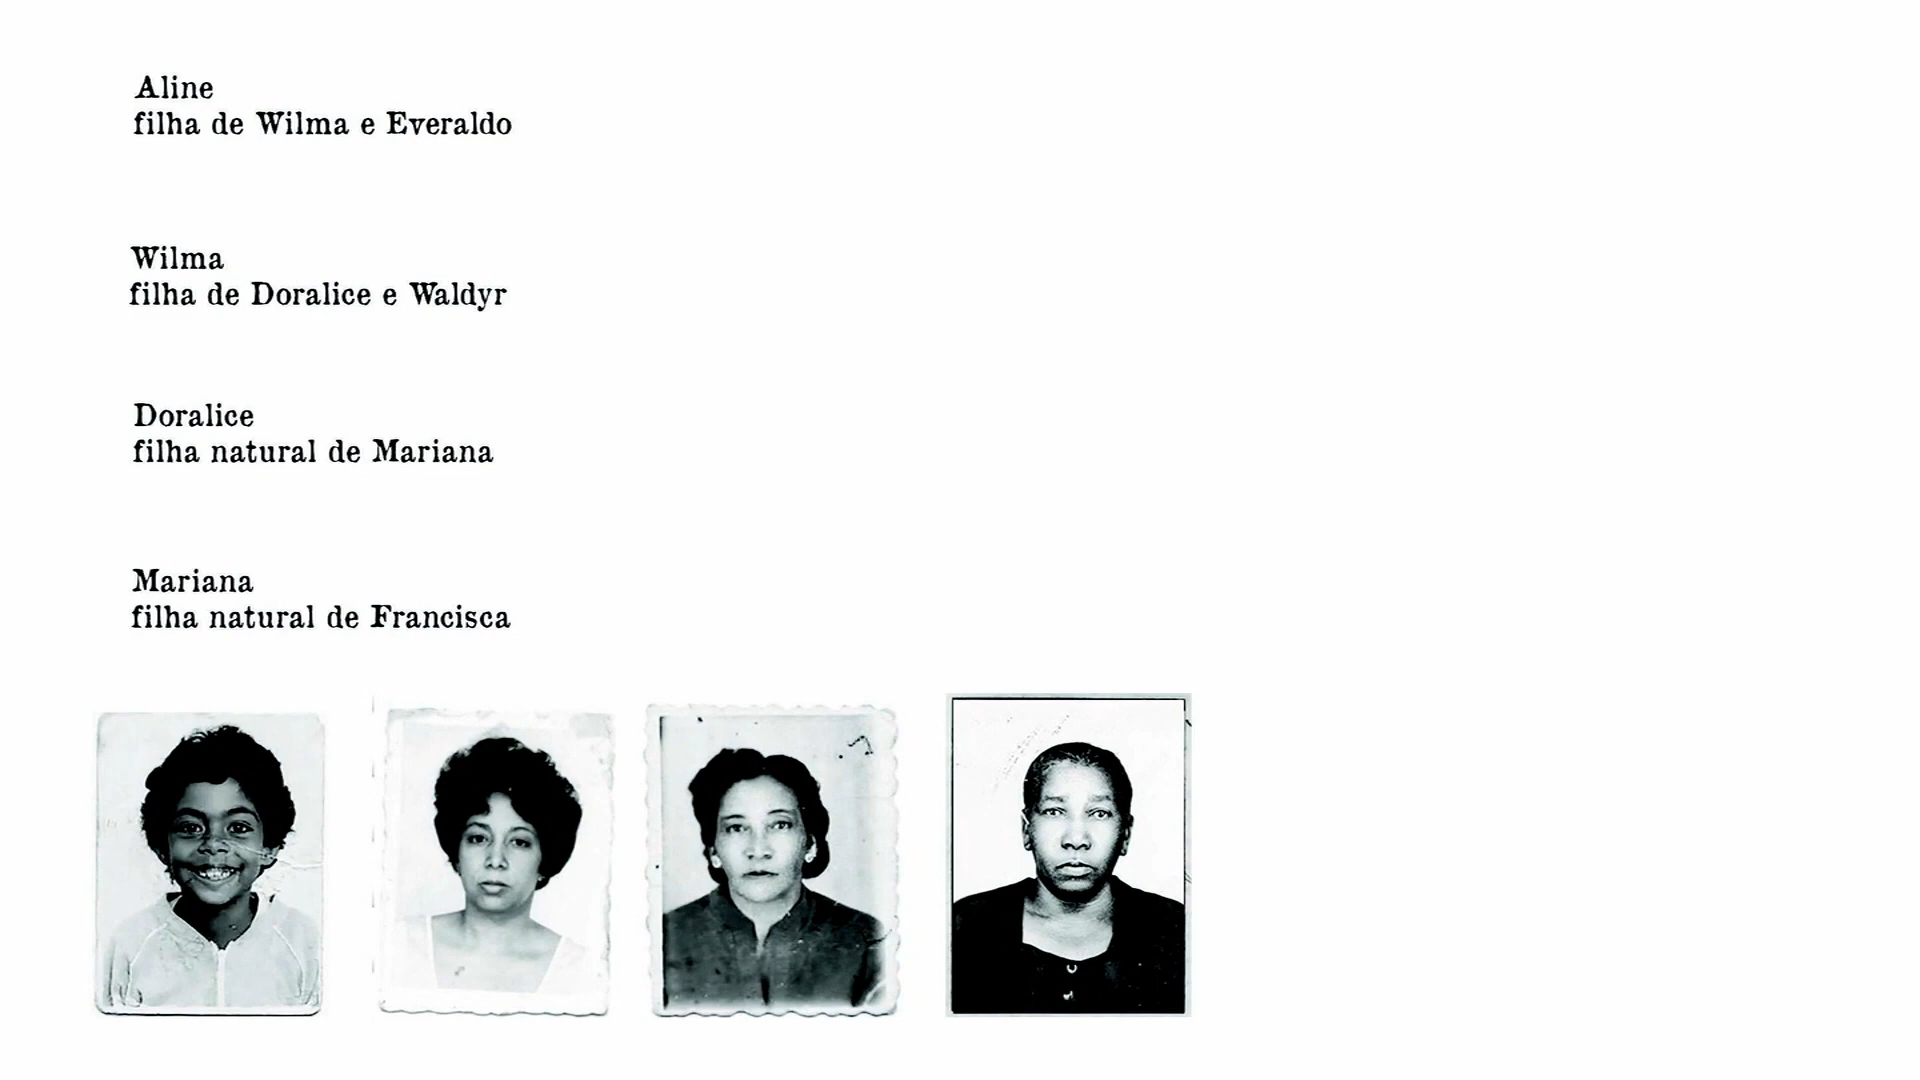 Aline
filha de Wilma e Everaldo
Wilma
filha de Doralice e Waldyr
Doralice
filha natural de Mariana
Mariana
filha natural de Francisca